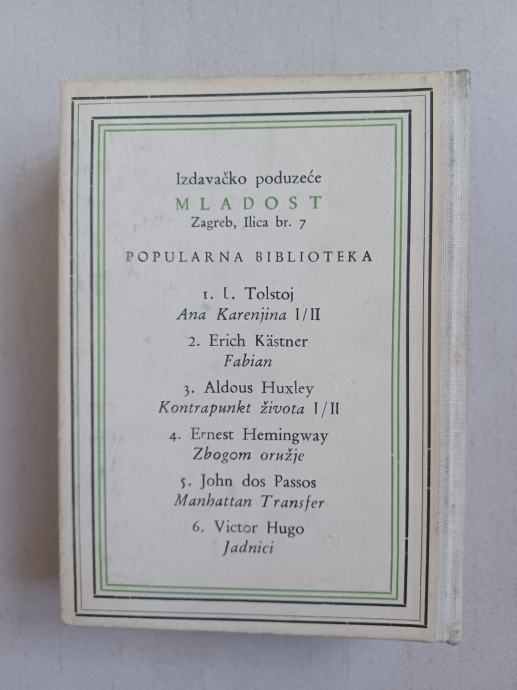 Izdavačko poduzeće
MLADOST
Zagreb, Ilica br. 7
POPULARNA BIBLIOTEKA
1. L. Tolstoj
Ana Karenjina I/II
2. Erich Kästner
Fabian
3. Aldous Huxley
Kontrapunkt života I/II
4. Ernest Hemingway
Zbogom oružje
5. John dos Passos
Manhattan Transfer
6. Victor Hugo
Jadnici